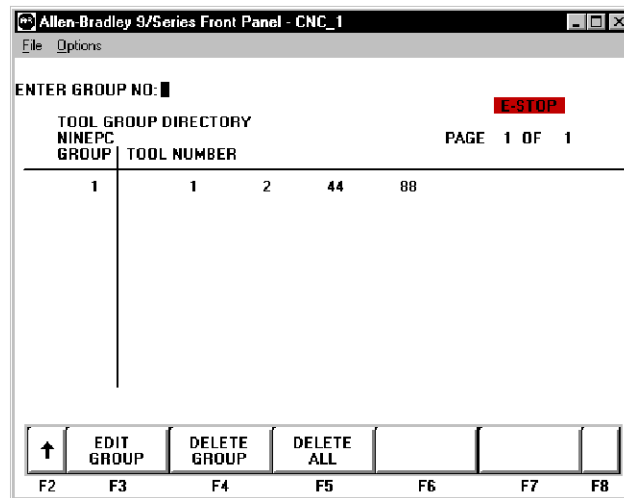 Allen-Bradley 9/Series Front Panel - CNC_1
File Options
ENTER GROUP NO:
E-STOP
TOOL GROUP DIRECTORY
NINEPC PAGE 1 OF 1
GROUP TOOL NUMBER
1 1 2 44 88
EDIT GROUP DELETE GROUP DELETE ALL
F2 F3 F4 F5 F6 F7 F8